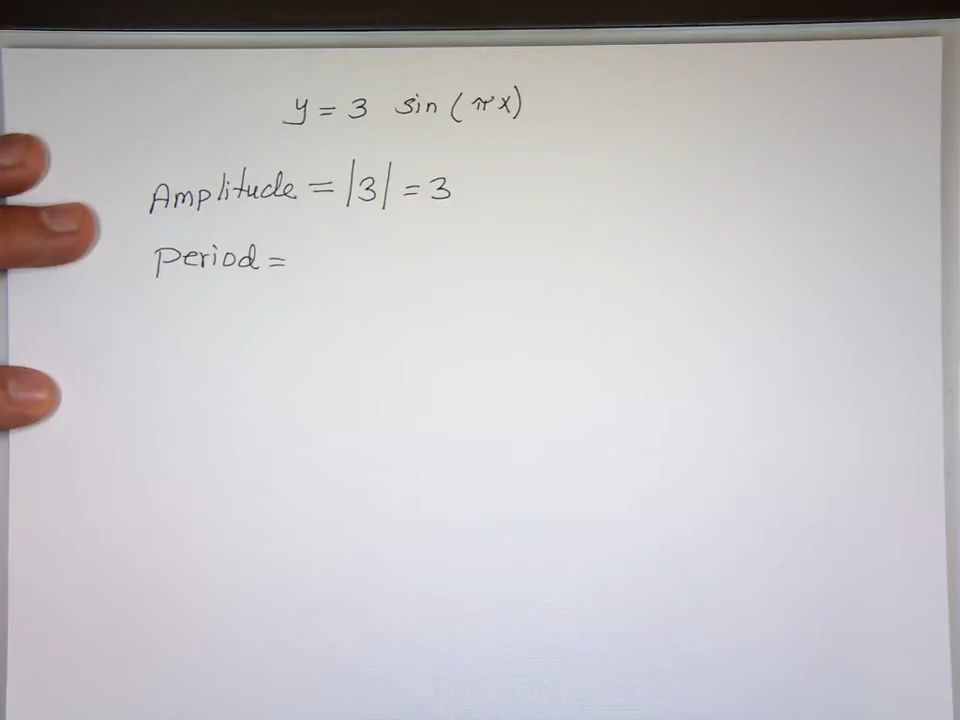 y = 3 sin (πx)
Amplitude = |3| = 3
Period =